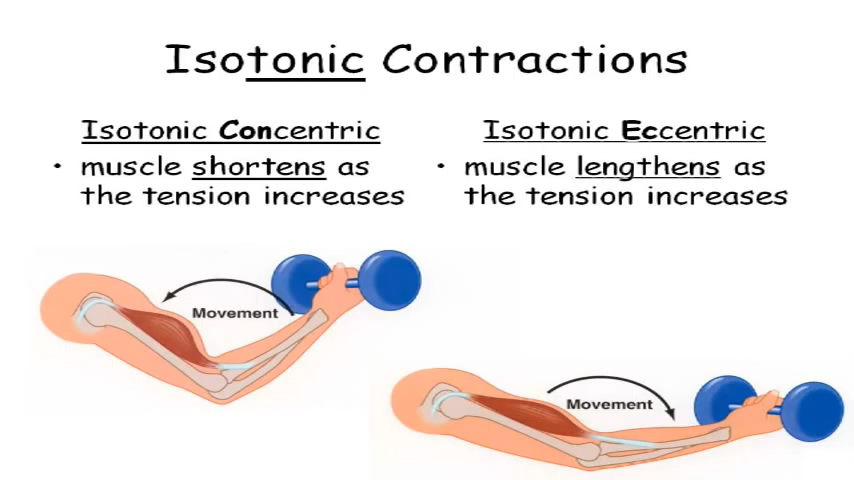 Isotonic Contractions
Isotonic Concentric
• muscle shortens as
the tension increases
Isotonic Eccentric
• muscle lengthens as
the tension increases
Movement
Movement